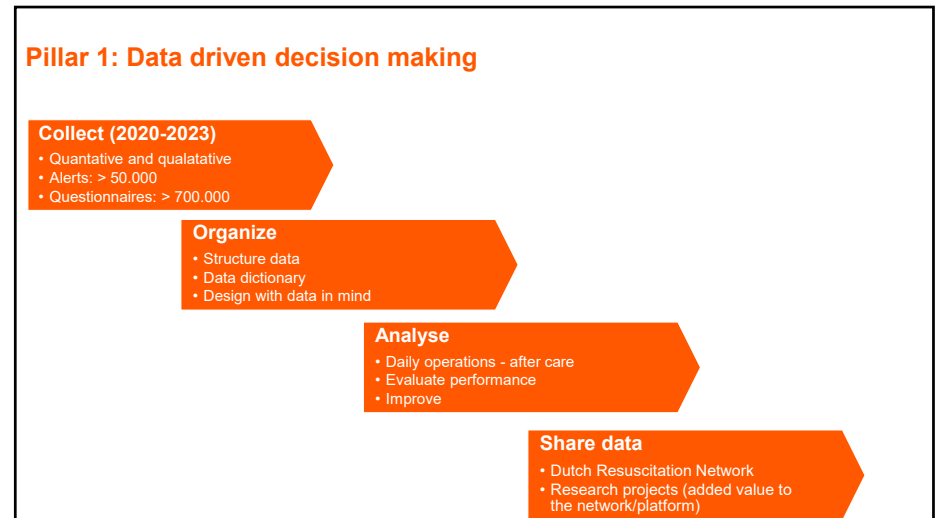 Pillar 1: Data driven decision making
Collect (2020-2023)
• Quantative and qualatative
• Alerts: > 50.000
• Questionnaires: > 700.000
Organize
• Structure data
• Data dictionary
• Design with data in mind
Analyse
• Daily operations - after care
• Evaluate performance
• Improve
Share data
• Dutch Resuscitation Network
• Research projects (added value to
the network/platform)